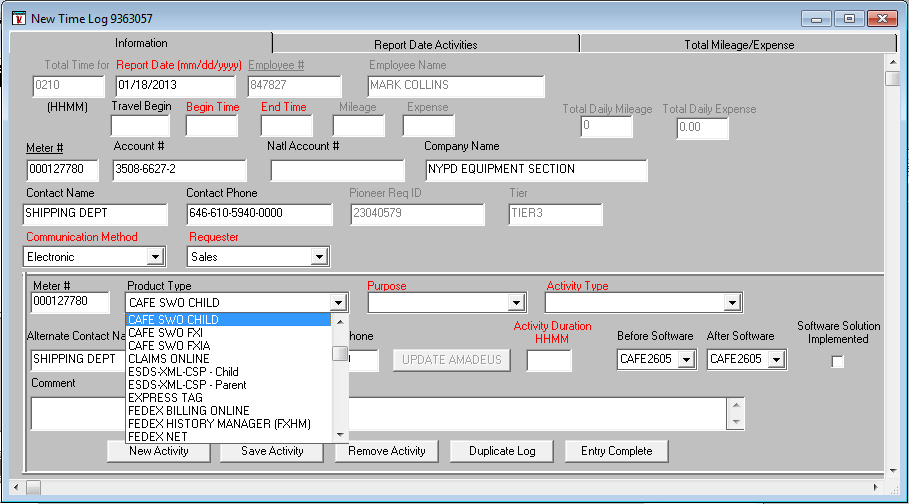 New Time Log 9363057
Information Report Date Activities Total Mileage/Expense
Total Time for Report Date (mm/dd/yyyy) Employee # Employee Name
0210 01/18/2013 847827 MARK COLLINS
(HHMM) Travel Begin Begin Time End Time Mileage Expense Total Daily Mileage Total Daily Expense
0 0.00
Meter # Account # Natl Account # Company Name
000127780 3508-6627-2 NYPD EQUIPMENT SECTION
Contact Name Contact Phone Pioneer Req ID Tier
SHIPPING DEPT 646-610-5940-0000 23040579 TIER3
Communication Method Requester
Electronic Sales
Meter # Product Type Purpose Activity Type
000127780 CAFE SWO CHILD
CAFE SWO CHILD
CAFE SWO FXI
CAFE SWO FXIA
CLAIMS ONLINE
ESDS-XML-CSP - Child
ESDS-XML-CSP - Parent
EXPRESS TAG
FEDEX BILLING ONLINE
FEDEX HISTORY MANAGER (FXHM)
FEDEX NET
Alternate Contact Na hone Activity Duration HHMM Before Software After Software Software Solution Implemented
SHIPPING DEPT UPDATE AMADEUS CAFE2605 CAFE2605
Comment
New Activity Save Activity Remove Activity Duplicate Log Entry Complete